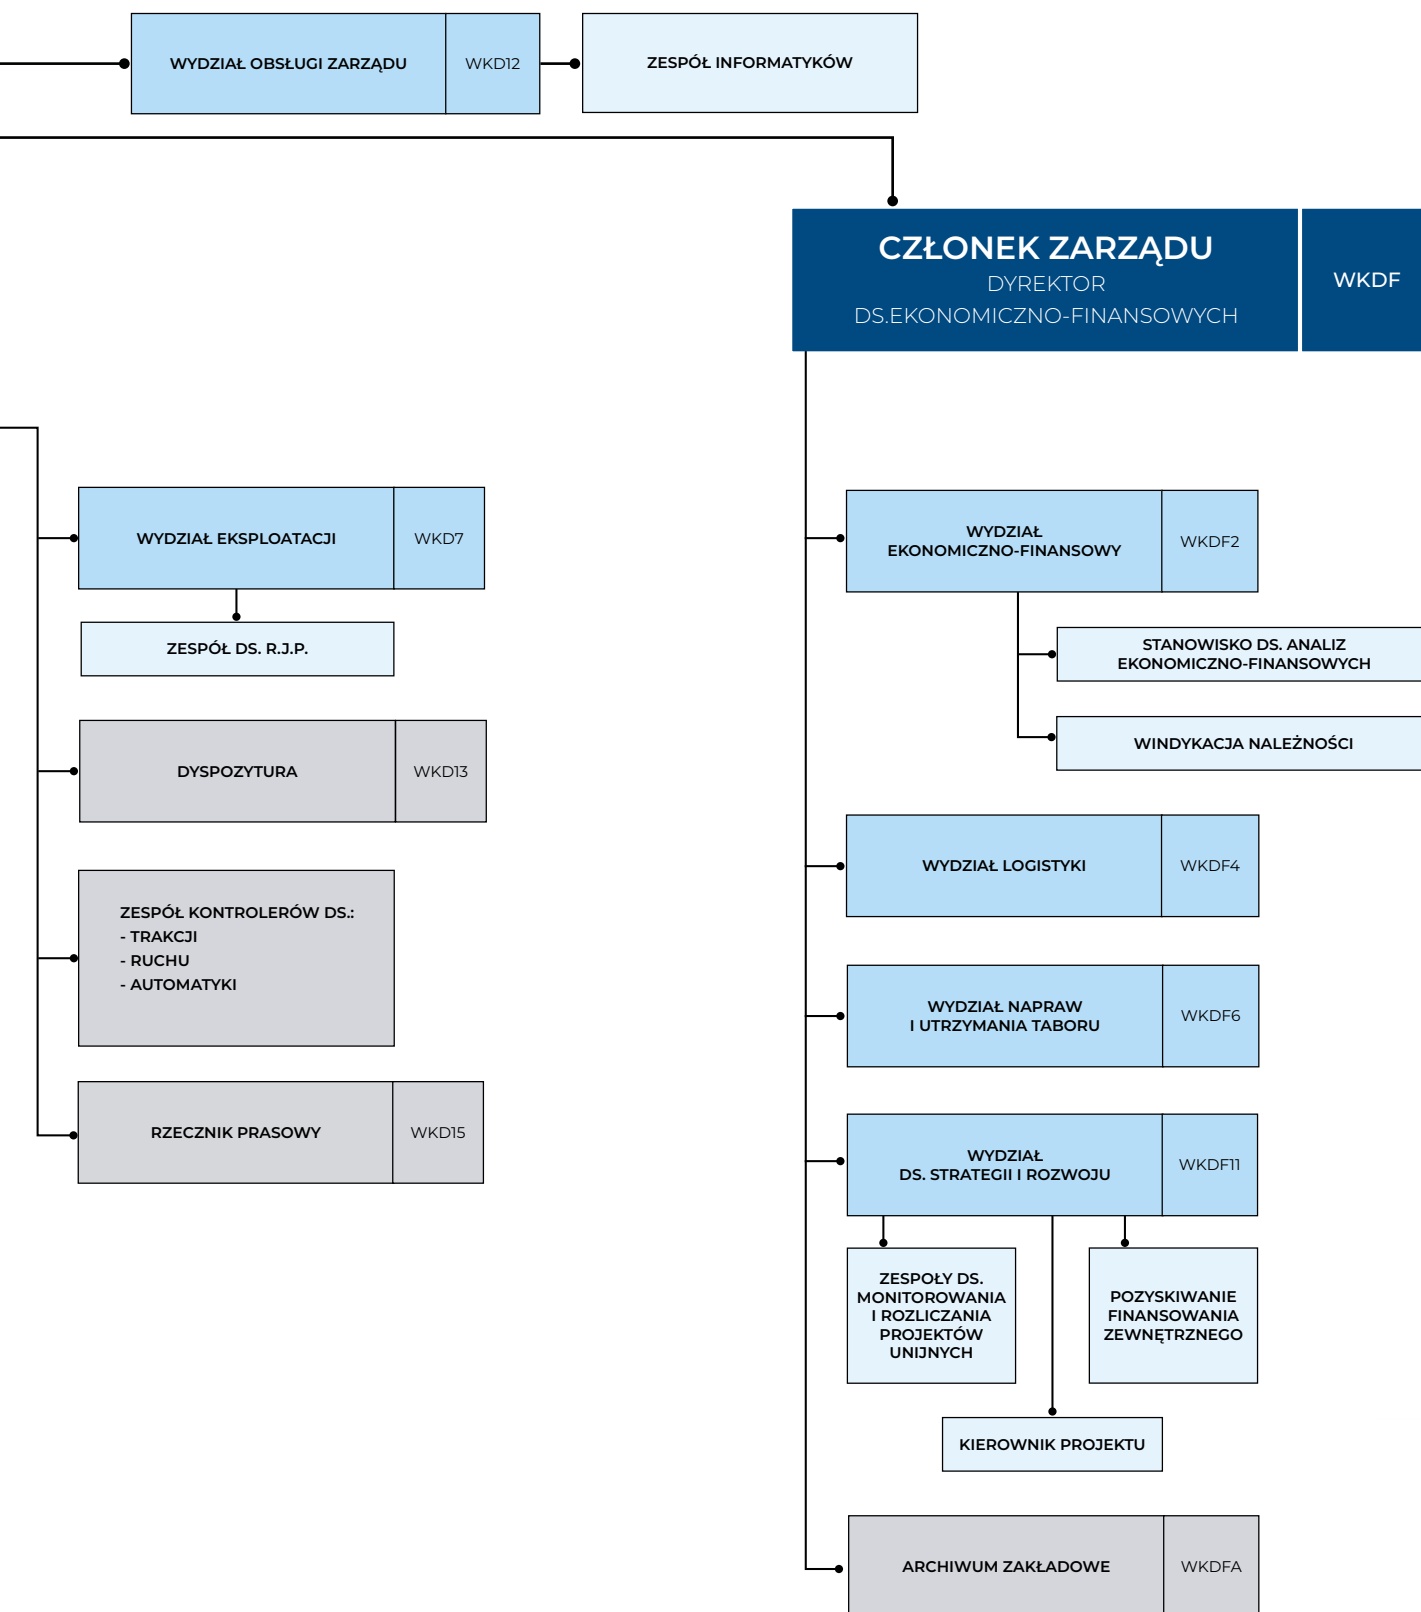 WYDZIAŁ OBSŁUGI ZARZĄDU
WKD12
ZESPÓŁ INFORMATYKÓW
CZŁONEK ZARZĄDU
DYREKTOR
DS.EKONOMICZNO-FINANSOWYCH
WKDF
WYDZIAŁ EKSPLOATACJI
WKD7
ZESPÓŁ DS. R.J.P.
DYSPOZYTURA
WKD13
ZESPÓŁ KONTROLERÓW DS.:
- TRAKCJI
- RUCHU
- AUTOMATYKI
RZECZNIK PRASOWY
WKD15
WYDZIAŁ
EKONOMICZNO-FINANSOWY
WKDF2
STANOWISKO DS. ANALIZ
EKONOMICZNO-FINANSOWYCH
WINDYKACJA NALEŻNOŚCI
WYDZIAŁ LOGISTYKI
WKDF4
WYDZIAŁ NAPRAW
I UTRZYMANIA TABORU
WKDF6
WYDZIAŁ
DS. STRATEGII I ROZWOJU
WKDF11
ZESPOŁY DS.
MONITOROWANIA
I ROZLICZANIA
PROJEKTÓW
UNIJNYCH
POZYSKIWANIE
FINANSOWANIA
ZEWNĘTRZNEGO
KIEROWNIK PROJEKTU
ARCHIWUM ZAKŁADOWE
WKDFA